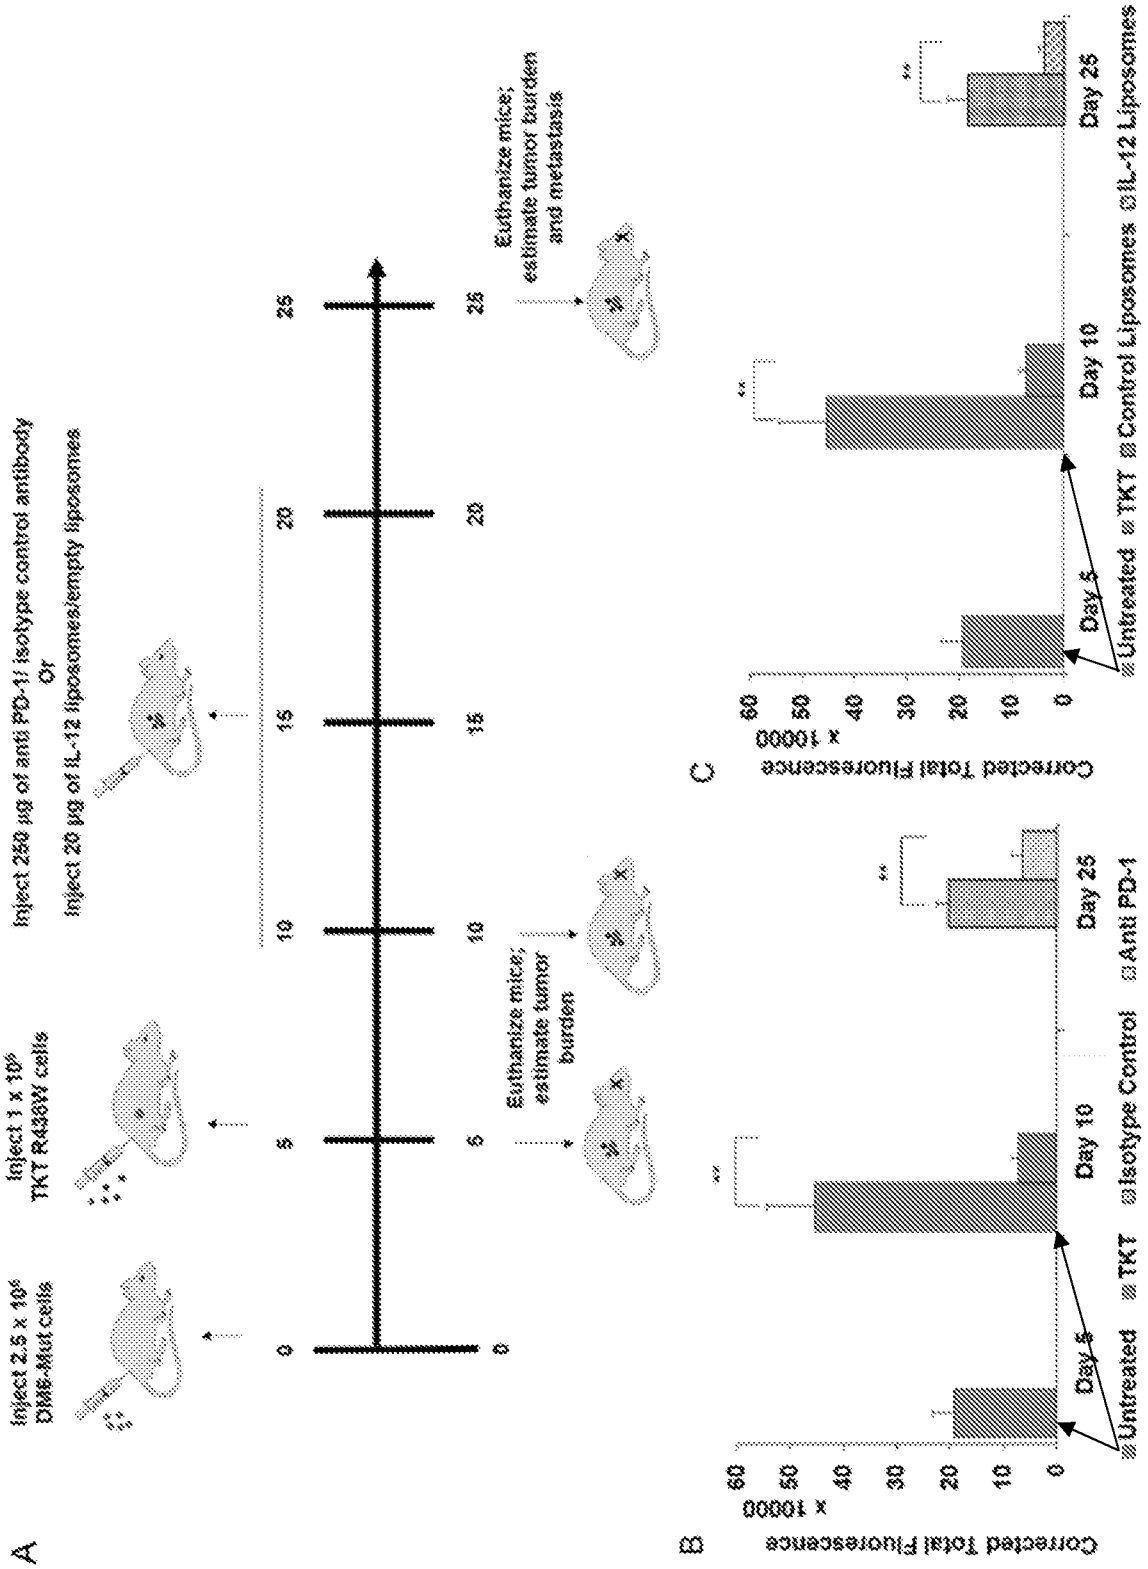 A
Inject 2.5 x 10⁶
DM6-Mut cells
Inject 1 x 10⁶
TKT R438W cells
Inject 250 µg of anti PD-1/ isotype control antibody
Or
Inject 20 µg of IL-12 liposomes/empty liposomes
0 5 10 15 20 25
0 5 10 15 20 25
Euthanize mice;
estimate tumor
burden
Euthanize mice;
estimate tumor burden
and metastasis
B
Corrected Total Fluorescence
x 10000
60
50
40
30
20
10
0
**
**
Day 5 Day 10 Day 25
Untreated TKT Isotype Control Anti PD-1
C
Corrected Total Fluorescence
x 10000
60
50
40
30
20
10
0
**
**
Day 5 Day 10 Day 25
Untreated TKT Control Liposomes IL-12 Liposomes